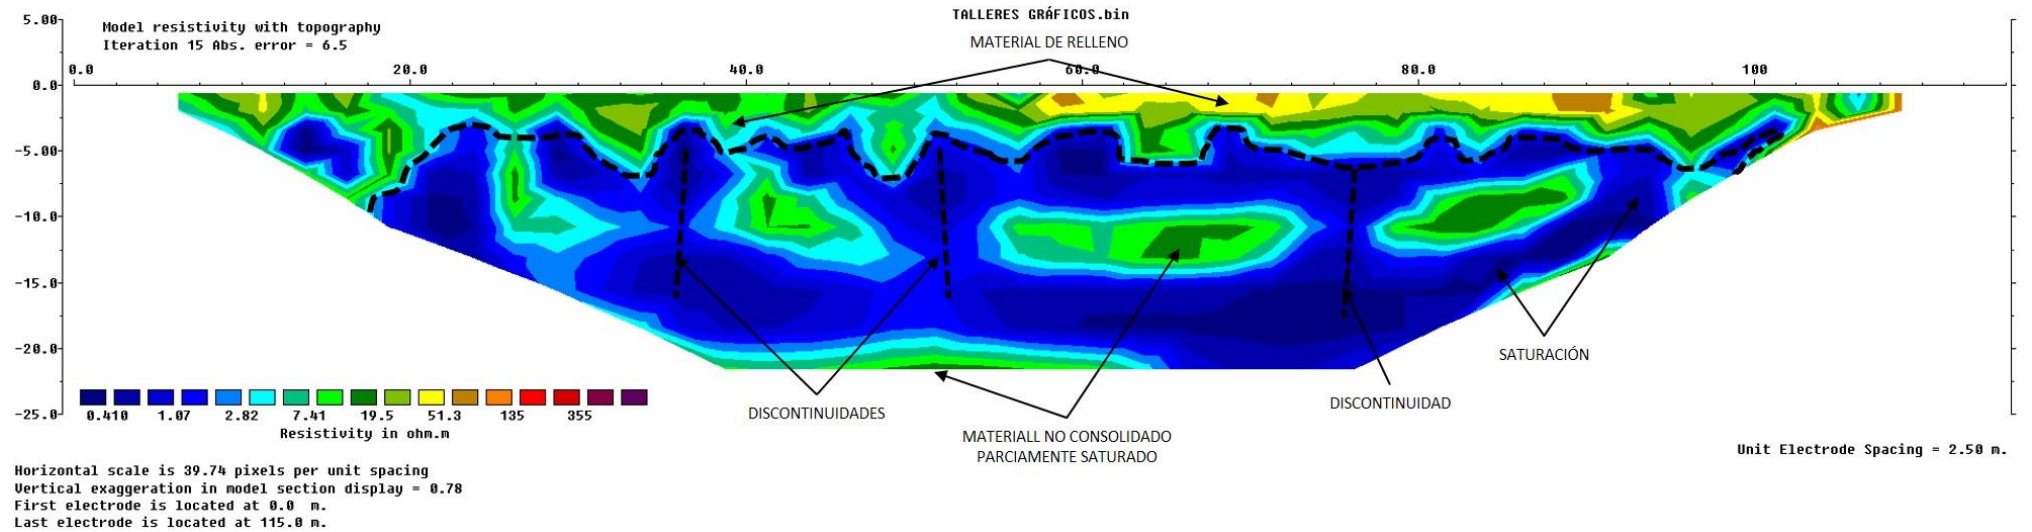 TALLERES GRÁFICOS.bin
Model resistivity with topography
Iteration 15 Abs. error = 6.5
MATERIAL DE RELLENO
5.00
0.0
-5.00
-10.0
-15.0
-20.0
-25.0
0.0 20.0 40.0 60.0 80.0 100
SATURACIÓN
DISCONTINUIDADES
DISCONTINUIDAD
MATERIALL NO CONSOLIDADO
PARCIAMENTE SATURADO
0.410 1.07 2.82 7.41 19.5 51.3 135 355
Resistivity in ohm.m
Unit Electrode Spacing = 2.50 m.
Horizontal scale is 39.74 pixels per unit spacing
Vertical exaggeration in model section display = 0.78
First electrode is located at 0.0 m.
Last electrode is located at 115.0 m.